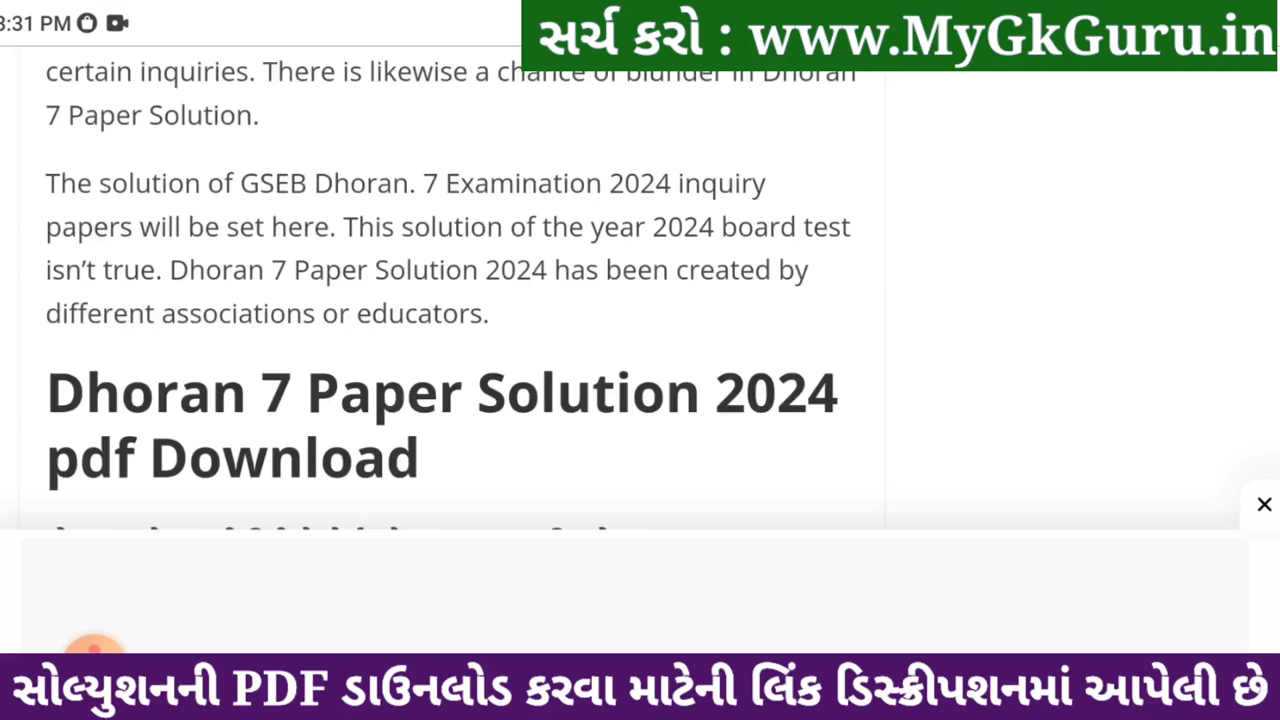 3:31 PM
સર્ચ કરો : www.MyGkGuru.in
certain inquiries. There is likewise a chance of blunder in Dhoran
7 Paper Solution.
The solution of GSEB Dhoran. 7 Examination 2024 inquiry
papers will be set here. This solution of the year 2024 board test
isn’t true. Dhoran 7 Paper Solution 2024 has been created by
different associations or educators.
Dhoran 7 Paper Solution 2024
pdf Download
સોલ્યુશનની PDF ડાઉનલોડ કરવા માટેની લિંક ડિસ્ક્રીપશનમાં આપેલી છે